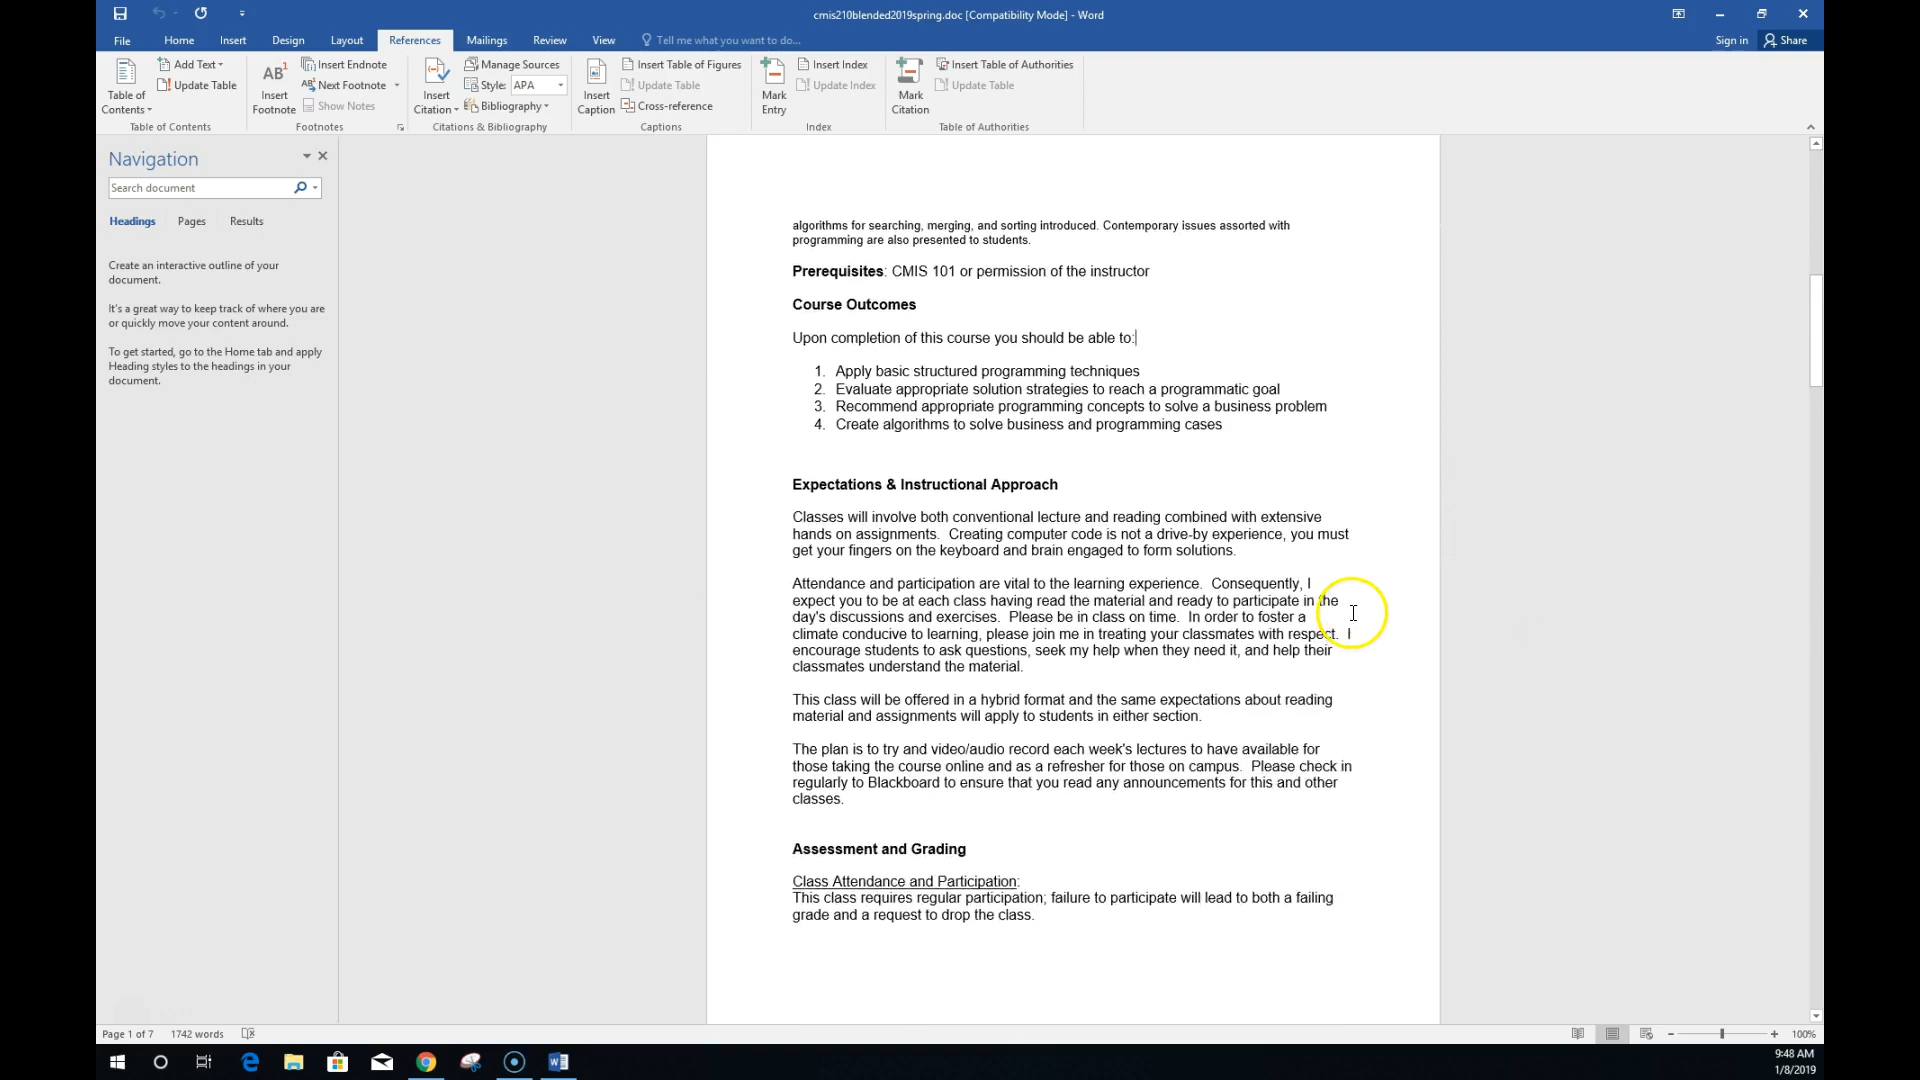 cmis210blended2019spring.doc [Compatibility Mode] - Word
File Home Insert Design Layout References Mailings Review View Tell me what you want to do... Sign in Share
Table of Contents
Add Text
Update Table
Table of Contents
AB1 Insert Footnote
Insert Endnote
AB1 Next Footnote
Show Notes
Footnotes
Insert Citation
Manage Sources
Style: APA
Bibliography
Citations & Bibliography
Insert Caption
Insert Table of Figures
Update Table
Cross-reference
Captions
Mark Entry
Insert Index
Update Index
Index
Mark Citation
Insert Table of Authorities
Update Table
Table of Authorities
Navigation
Search document
Headings Pages Results
Create an interactive outline of your
document.
It's a great way to keep track of where you are
or quickly move your content around.
To get started, go to the Home tab and apply
Heading styles to the headings in your
document.
algorithms for searching, merging, and sorting introduced. Contemporary issues assorted with
programming are also presented to students.
Prerequisites: CMIS 101 or permission of the instructor
Course Outcomes
Upon completion of this course you should be able to:
1. Apply basic structured programming techniques
2. Evaluate appropriate solution strategies to reach a programmatic goal
3. Recommend appropriate programming concepts to solve a business problem
4. Create algorithms to solve business and programming cases
Expectations & Instructional Approach
Classes will involve both conventional lecture and reading combined with extensive
hands on assignments. Creating computer code is not a drive-by experience, you must
get your fingers on the keyboard and brain engaged to form solutions.
Attendance and participation are vital to the learning experience. Consequently, I
expect you to be at each class having read the material and ready to participate in the
day's discussions and exercises. Please be in class on time. In order to foster a
climate conducive to learning, please join me in treating your classmates with respect. I
encourage students to ask questions, seek my help when they need it, and help their
classmates understand the material.
This class will be offered in a hybrid format and the same expectations about reading
material and assignments will apply to students in either section.
The plan is to try and video/audio record each week's lectures to have available for
those taking the course online and as a refresher for those on campus. Please check in
regularly to Blackboard to ensure that you read any announcements for this and other
classes.
Assessment and Grading
Class Attendance and Participation:
This class requires regular participation; failure to participate will lead to both a failing
grade and a request to drop the class.
Page 1 of 7 1742 words
100%
9:48 AM
1/8/2019